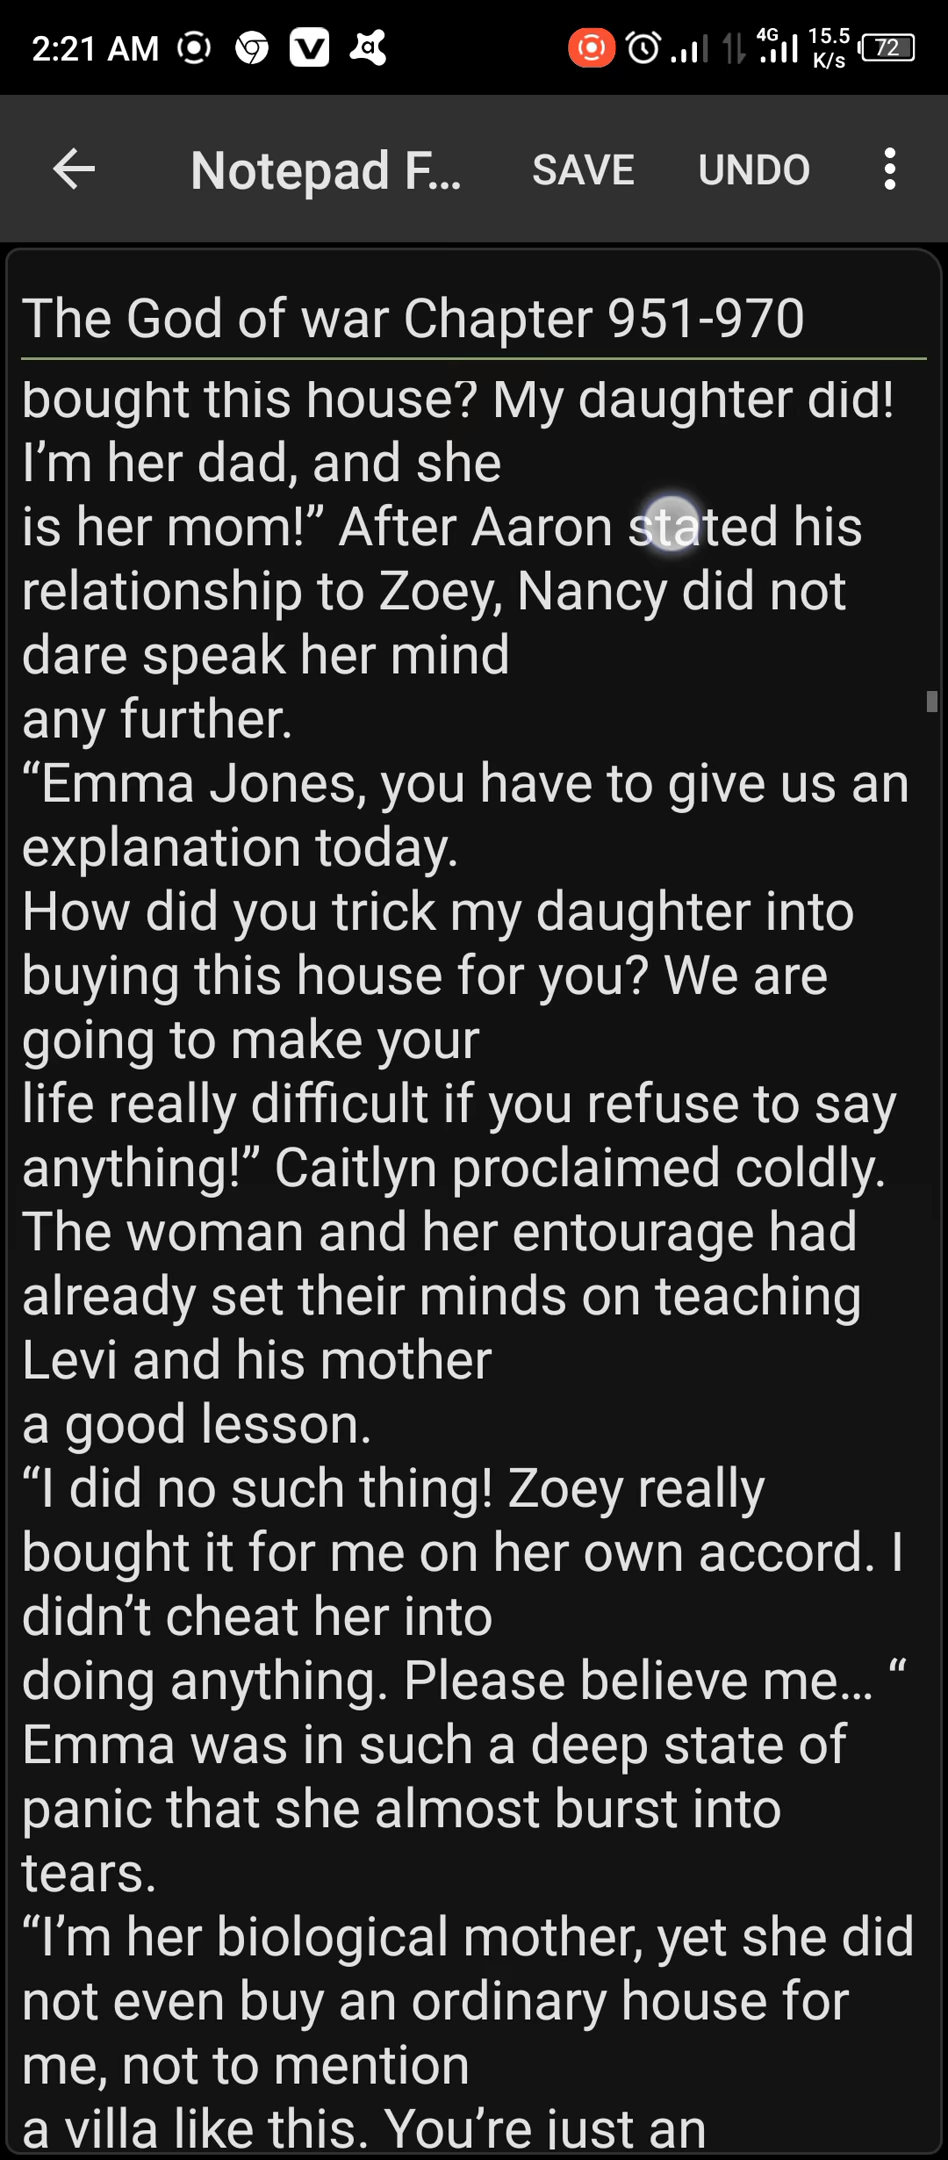 2:21 AM
4G
15.5
K/s
72
Notepad F...
SAVE
UNDO
The God of war Chapter 951-970
bought this house? My daughter did!
I’m her dad, and she
is her mom!” After Aaron stated his
relationship to Zoey, Nancy did not
dare speak her mind
any further.
“Emma Jones, you have to give us an
explanation today.
How did you trick my daughter into
buying this house for you? We are
going to make your
life really difficult if you refuse to say
anything!” Caitlyn proclaimed coldly.
The woman and her entourage had
already set their minds on teaching
Levi and his mother
a good lesson.
“I did no such thing! Zoey really
bought it for me on her own accord. I
didn’t cheat her into
doing anything. Please believe me... “
Emma was in such a deep state of
panic that she almost burst into
tears.
“I’m her biological mother, yet she did
not even buy an ordinary house for
me, not to mention
a villa like this. You’re just an